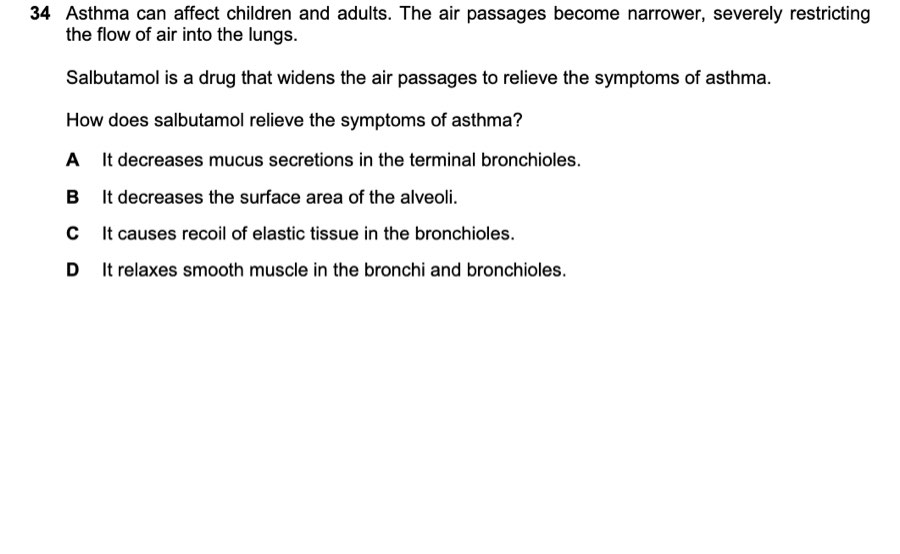 34 Asthma can affect children and adults. The air passages become narrower, severely restricting
the flow of air into the lungs.
Salbutamol is a drug that widens the air passages to relieve the symptoms of asthma.
How does salbutamol relieve the symptoms of asthma?
A It decreases mucus secretions in the terminal bronchioles.
B It decreases the surface area of the alveoli.
C It causes recoil of elastic tissue in the bronchioles.
D It relaxes smooth muscle in the bronchi and bronchioles.